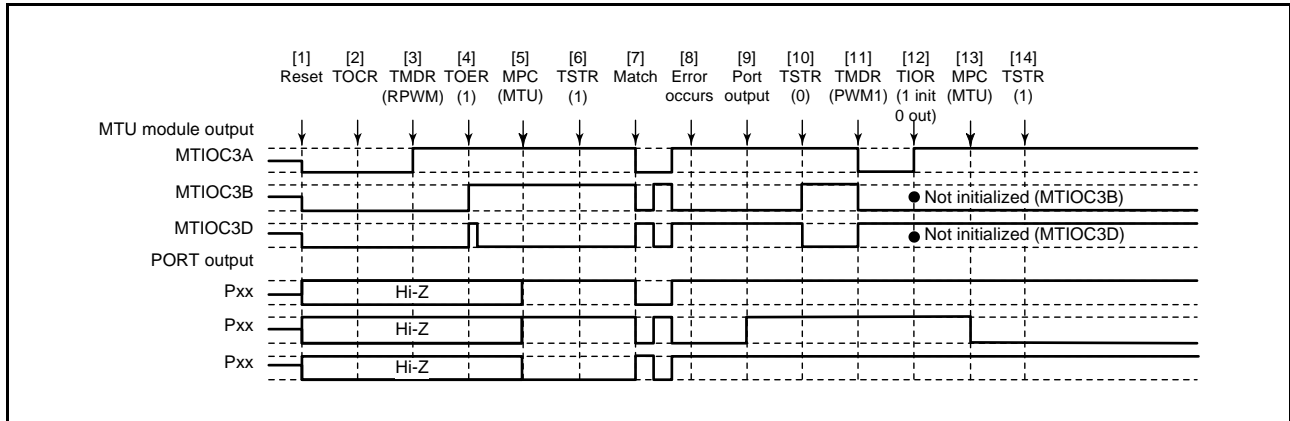 [1] [2] [3] [4] [5] [6] [7] [8] [9] [10] [11] [12] [13] [14]
Reset TOCR TMDR TOER MPC TSTR Match Error Port TSTR TMDR TIOR MPC TSTR
(RPWM) (1) (MTU) (1) occurs output (0) (PWM1) (1 init (MTU) (1)
0 out)
MTU module output
MTIOC3A
MTIOC3B
Not initialized (MTIOC3B)
MTIOC3D
Not initialized (MTIOC3D)
PORT output
Pxx
Hi-Z
Pxx
Hi-Z
Pxx
Hi-Z